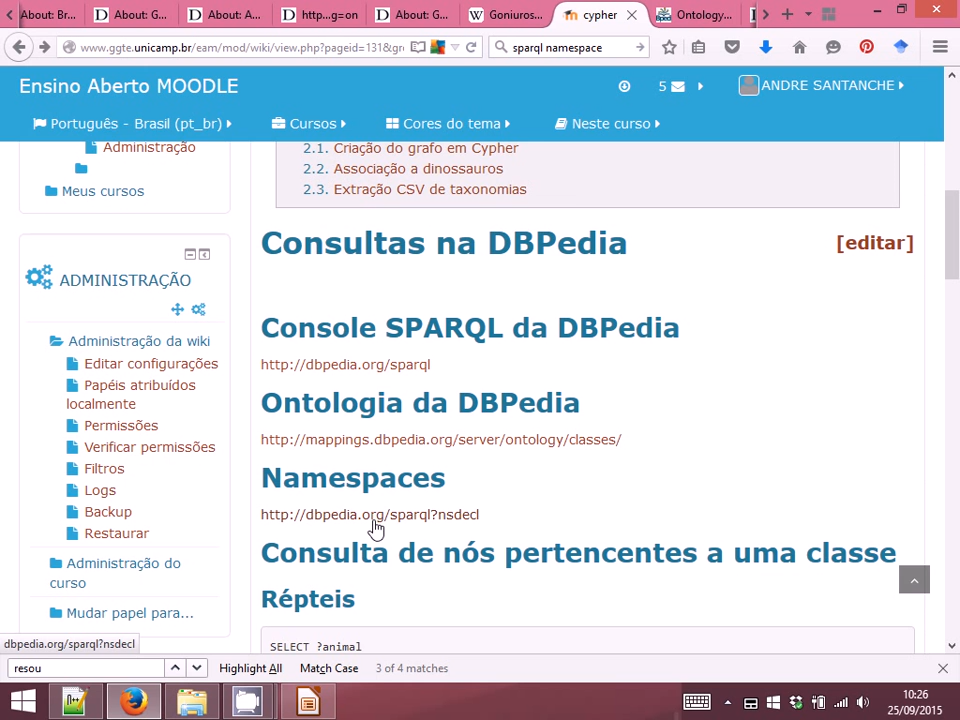 About: Br...
About: G...
About: A...
http...g=on
About: G...
Goniuros...
cypher
Ontology...
www.ggte.unicamp.br/eam/mod/wiki/view.php?pageid=131&gr
sparql namespace
Ensino Aberto MOODLE
5
ANDRE SANTANCHE
Português - Brasil (pt_br)
Cursos
Cores do tema
Neste curso
Administração
Meus cursos
2.1. Criação do grafo em Cypher
2.2. Associação a dinossauros
2.3. Extração CSV de taxonomias
ADMINISTRAÇÃO
Administração da wiki
Editar configurações
Papéis atribuídos
localmente
Permissões
Verificar permissões
Filtros
Logs
Backup
Restaurar
Administração do
curso
Mudar papel para...
Consultas na DBPedia
[editar]
Console SPARQL da DBPedia
http://dbpedia.org/sparql
Ontologia da DBPedia
http://mappings.dbpedia.org/server/ontology/classes/
Namespaces
http://dbpedia.org/sparql?nsdecl
Consulta de nós pertencentes a uma classe
Répteis
SELECT ?animal
dbpedia.org/sparql?nsdecl
resou
Highlight All
Match Case
3 of 4 matches
10:26
25/09/2015